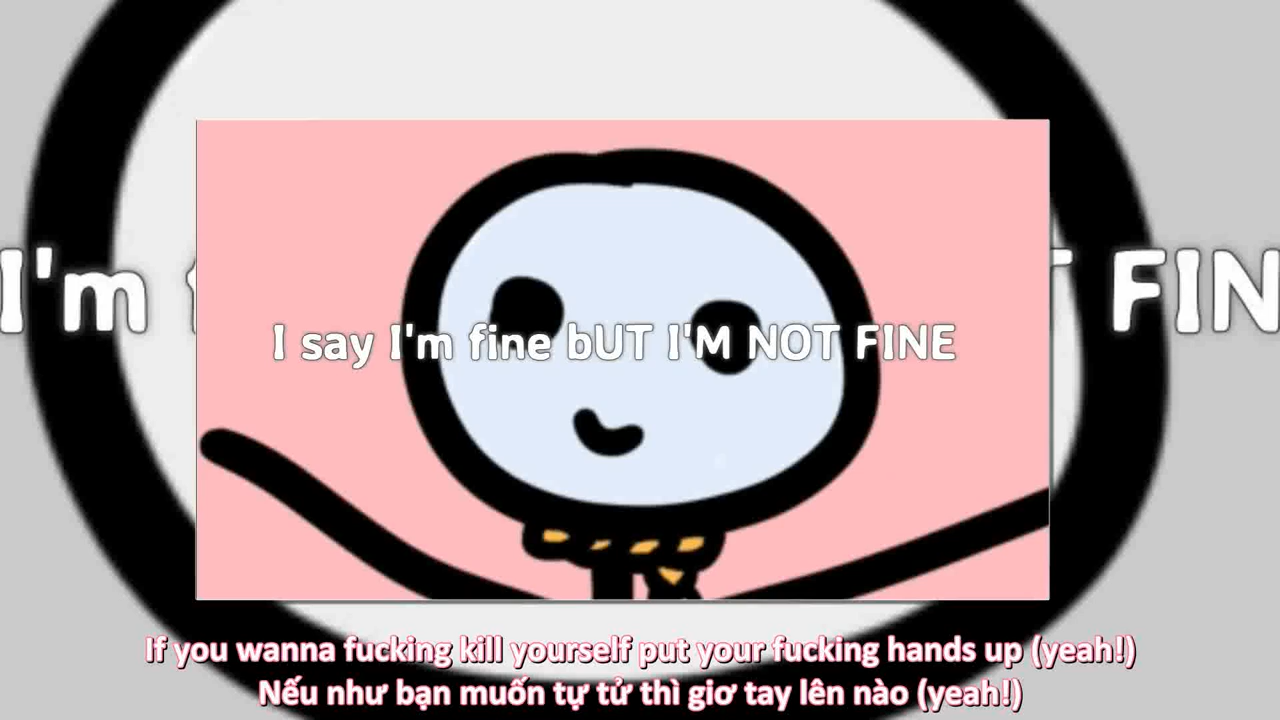 I'm f
T FIN
I say I'm fine bUT I'M NOT FINE
If you wanna fucking kill yourself put your fucking hands up (yeah!)
Nếu như bạn muốn tự tử thì giơ tay lên nào (yeah!)